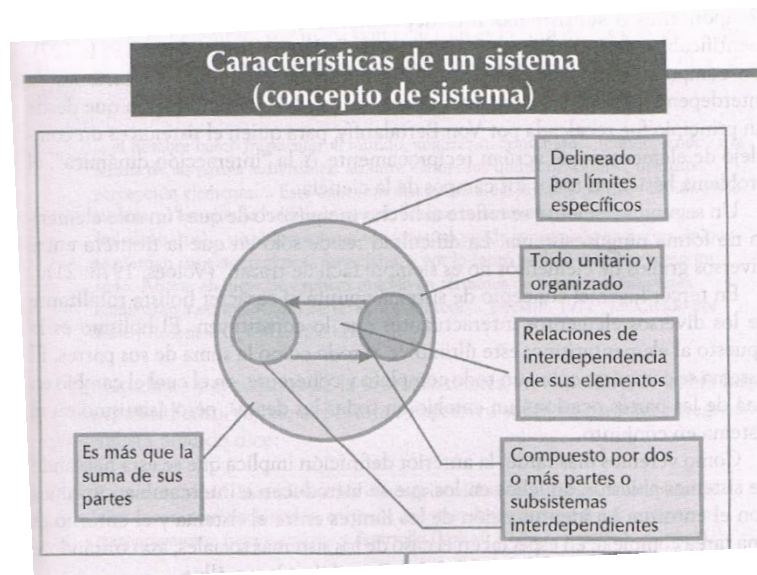 Características de un sistema
(concepto de sistema)
Delineado
por límites
específicos
Todo unitario y
organizado
Relaciones de
interdependencia
de sus elementos
Es más que la
suma de sus
partes
Compuesto por dos
o más partes o
subsistemas
interdependientes